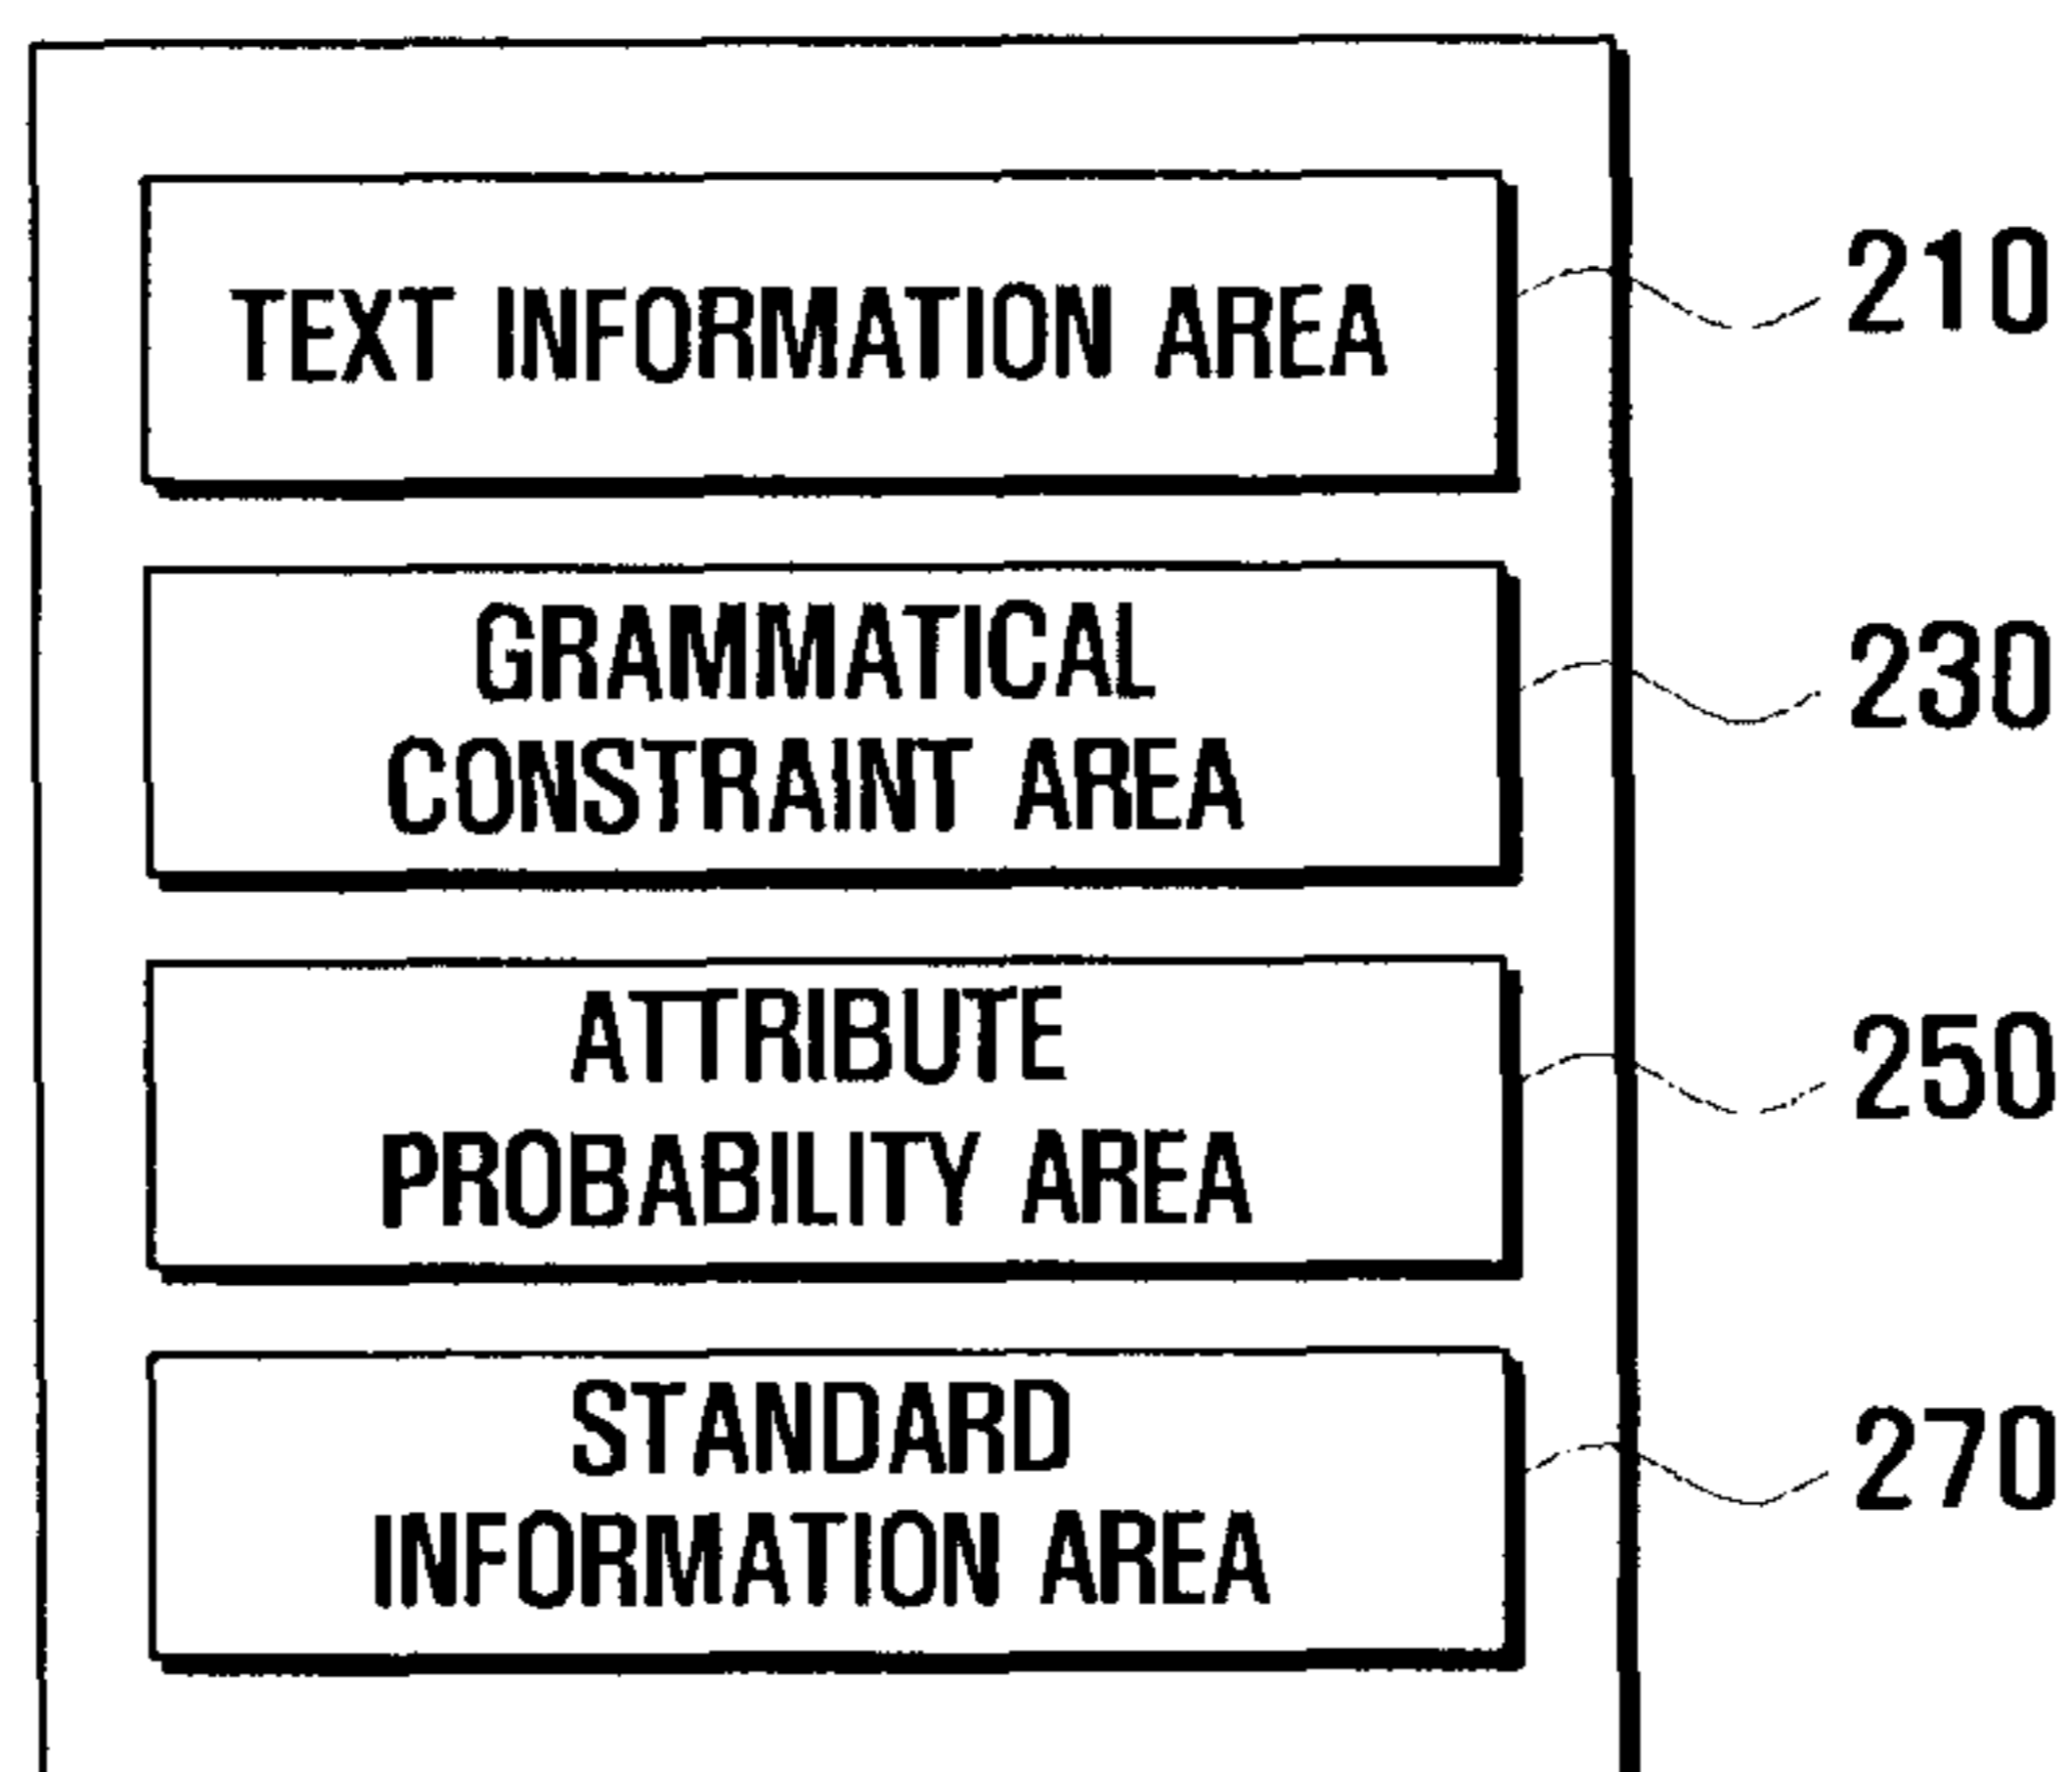 TEXT INFORMATION AREA
210
GRAMMATICAL
CONSTRAINT AREA
230
ATTRIBUTE
PROBABILITY AREA
250
STANDARD
INFORMATION AREA
270